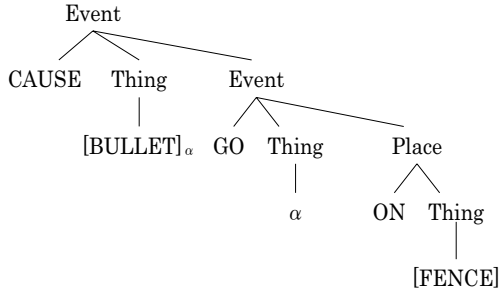 Event
CAUSE Thing Event
[BULLET]α GO Thing Place
α ON Thing
[FENCE]